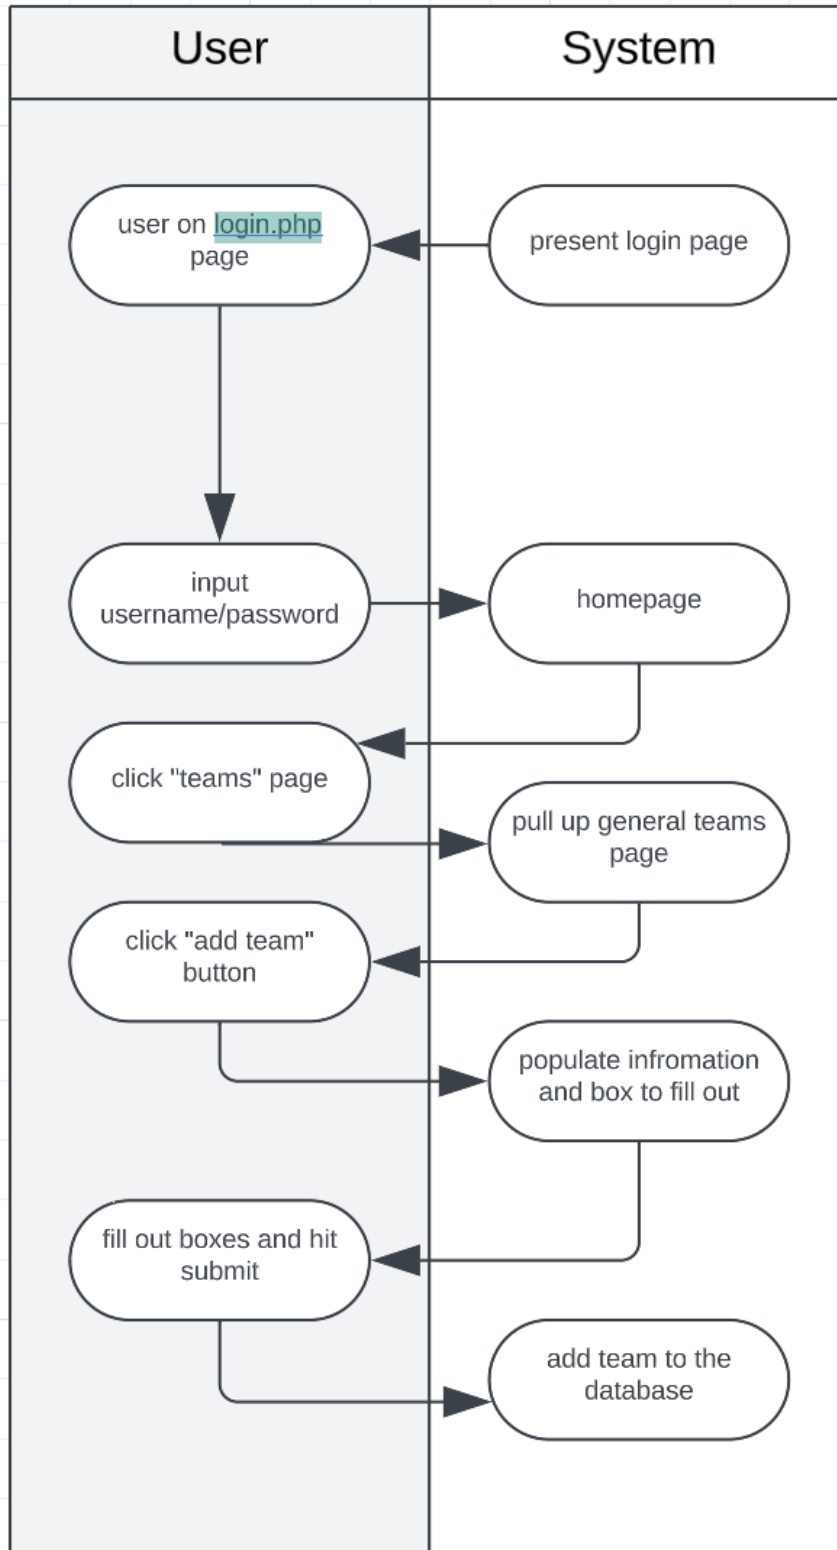 User
System
user on login.php
page
present login page
input
username/password
homepage
click "teams" page
pull up general teams
page
click "add team"
button
populate infromation
and box to fill out
fill out boxes and hit
submit
add team to the
database